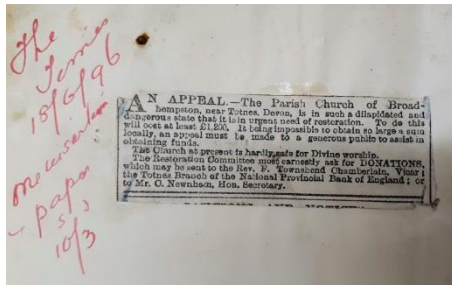 The
Times
18/6/96
paper
10/3
AN APPEAL.—The Parish Church of Broad-
hempston, near Totnes, Devon, is in such a dilapidated and
dangerous state that it is in urgent need of restoration. To do this
will cost at least £1,200. It being impossible to obtain so large a sum
locally, an appeal must be made to a generous public to assist in
obtaining funds.
The Church at present is hardly safe for Divine worship.
The Restoration Committee most earnestly ask for DONATIONS,
which may be sent to the Rev. F. Townshend Chamberlain, Vicar;
the Totnes Branch of the National Provincial Bank of England; or
to Mr. O. Newnham, Hon. Secretary.